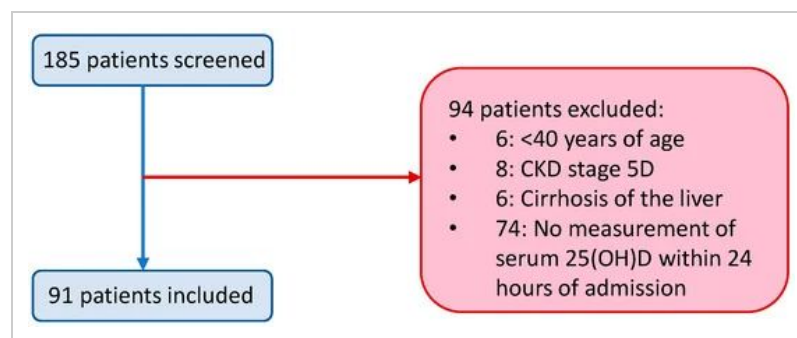 185 patients screened
94 patients excluded:
• 6: <40 years of age
• 8: CKD stage 5D
• 6: Cirrhosis of the liver
• 74: No measurement of
serum 25(OH)D within 24
hours of admission
91 patients included